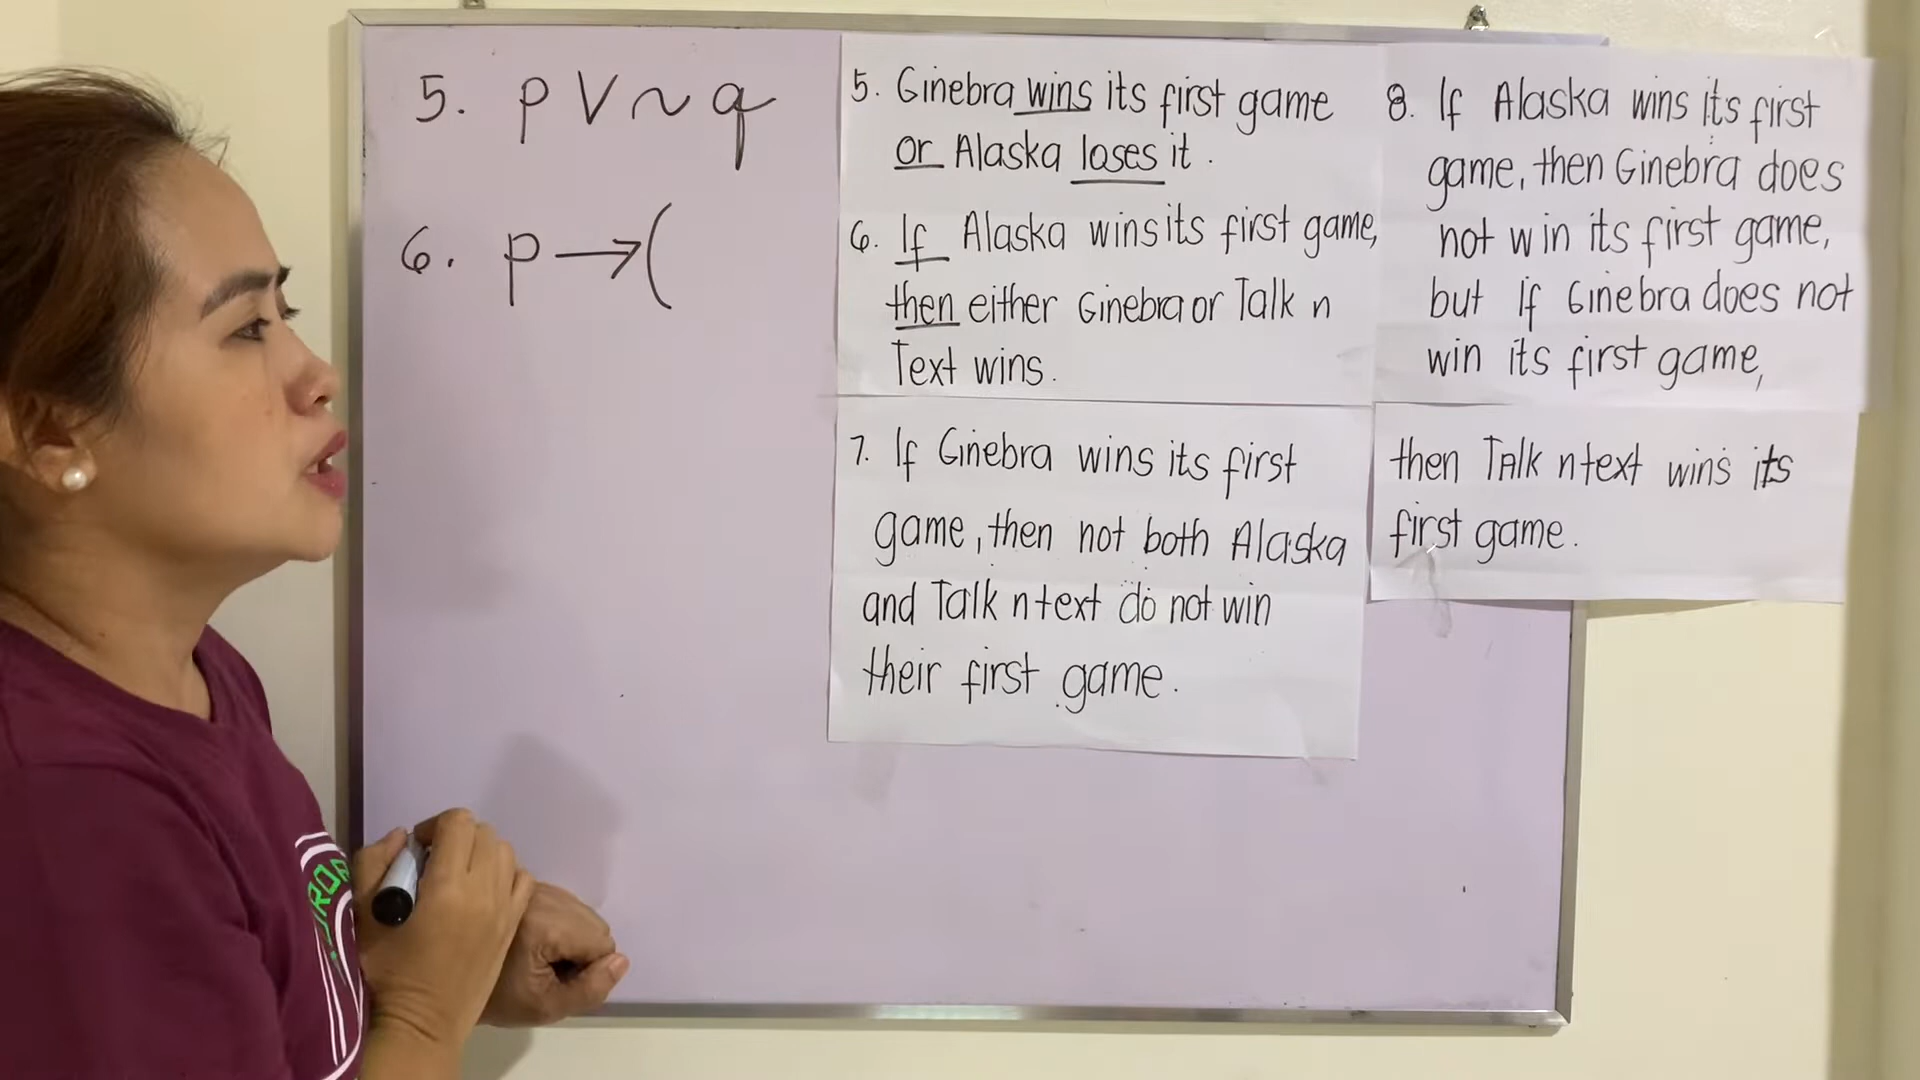 5. p V ~ q
6. p → (
5. Ginebra wins its first game
or Alaska loses it.
6. If Alaska wins its first game,
then either Ginebra or Talk n
Text wins.
7. If Ginebra wins its first
game, then not both Alaska
and Talk n text do not win
their first game.
8. If Alaska wins its first
game, then Ginebra does
not win its first game,
but if Ginebra does not
win its first game,
then Talk n text wins its
first game.